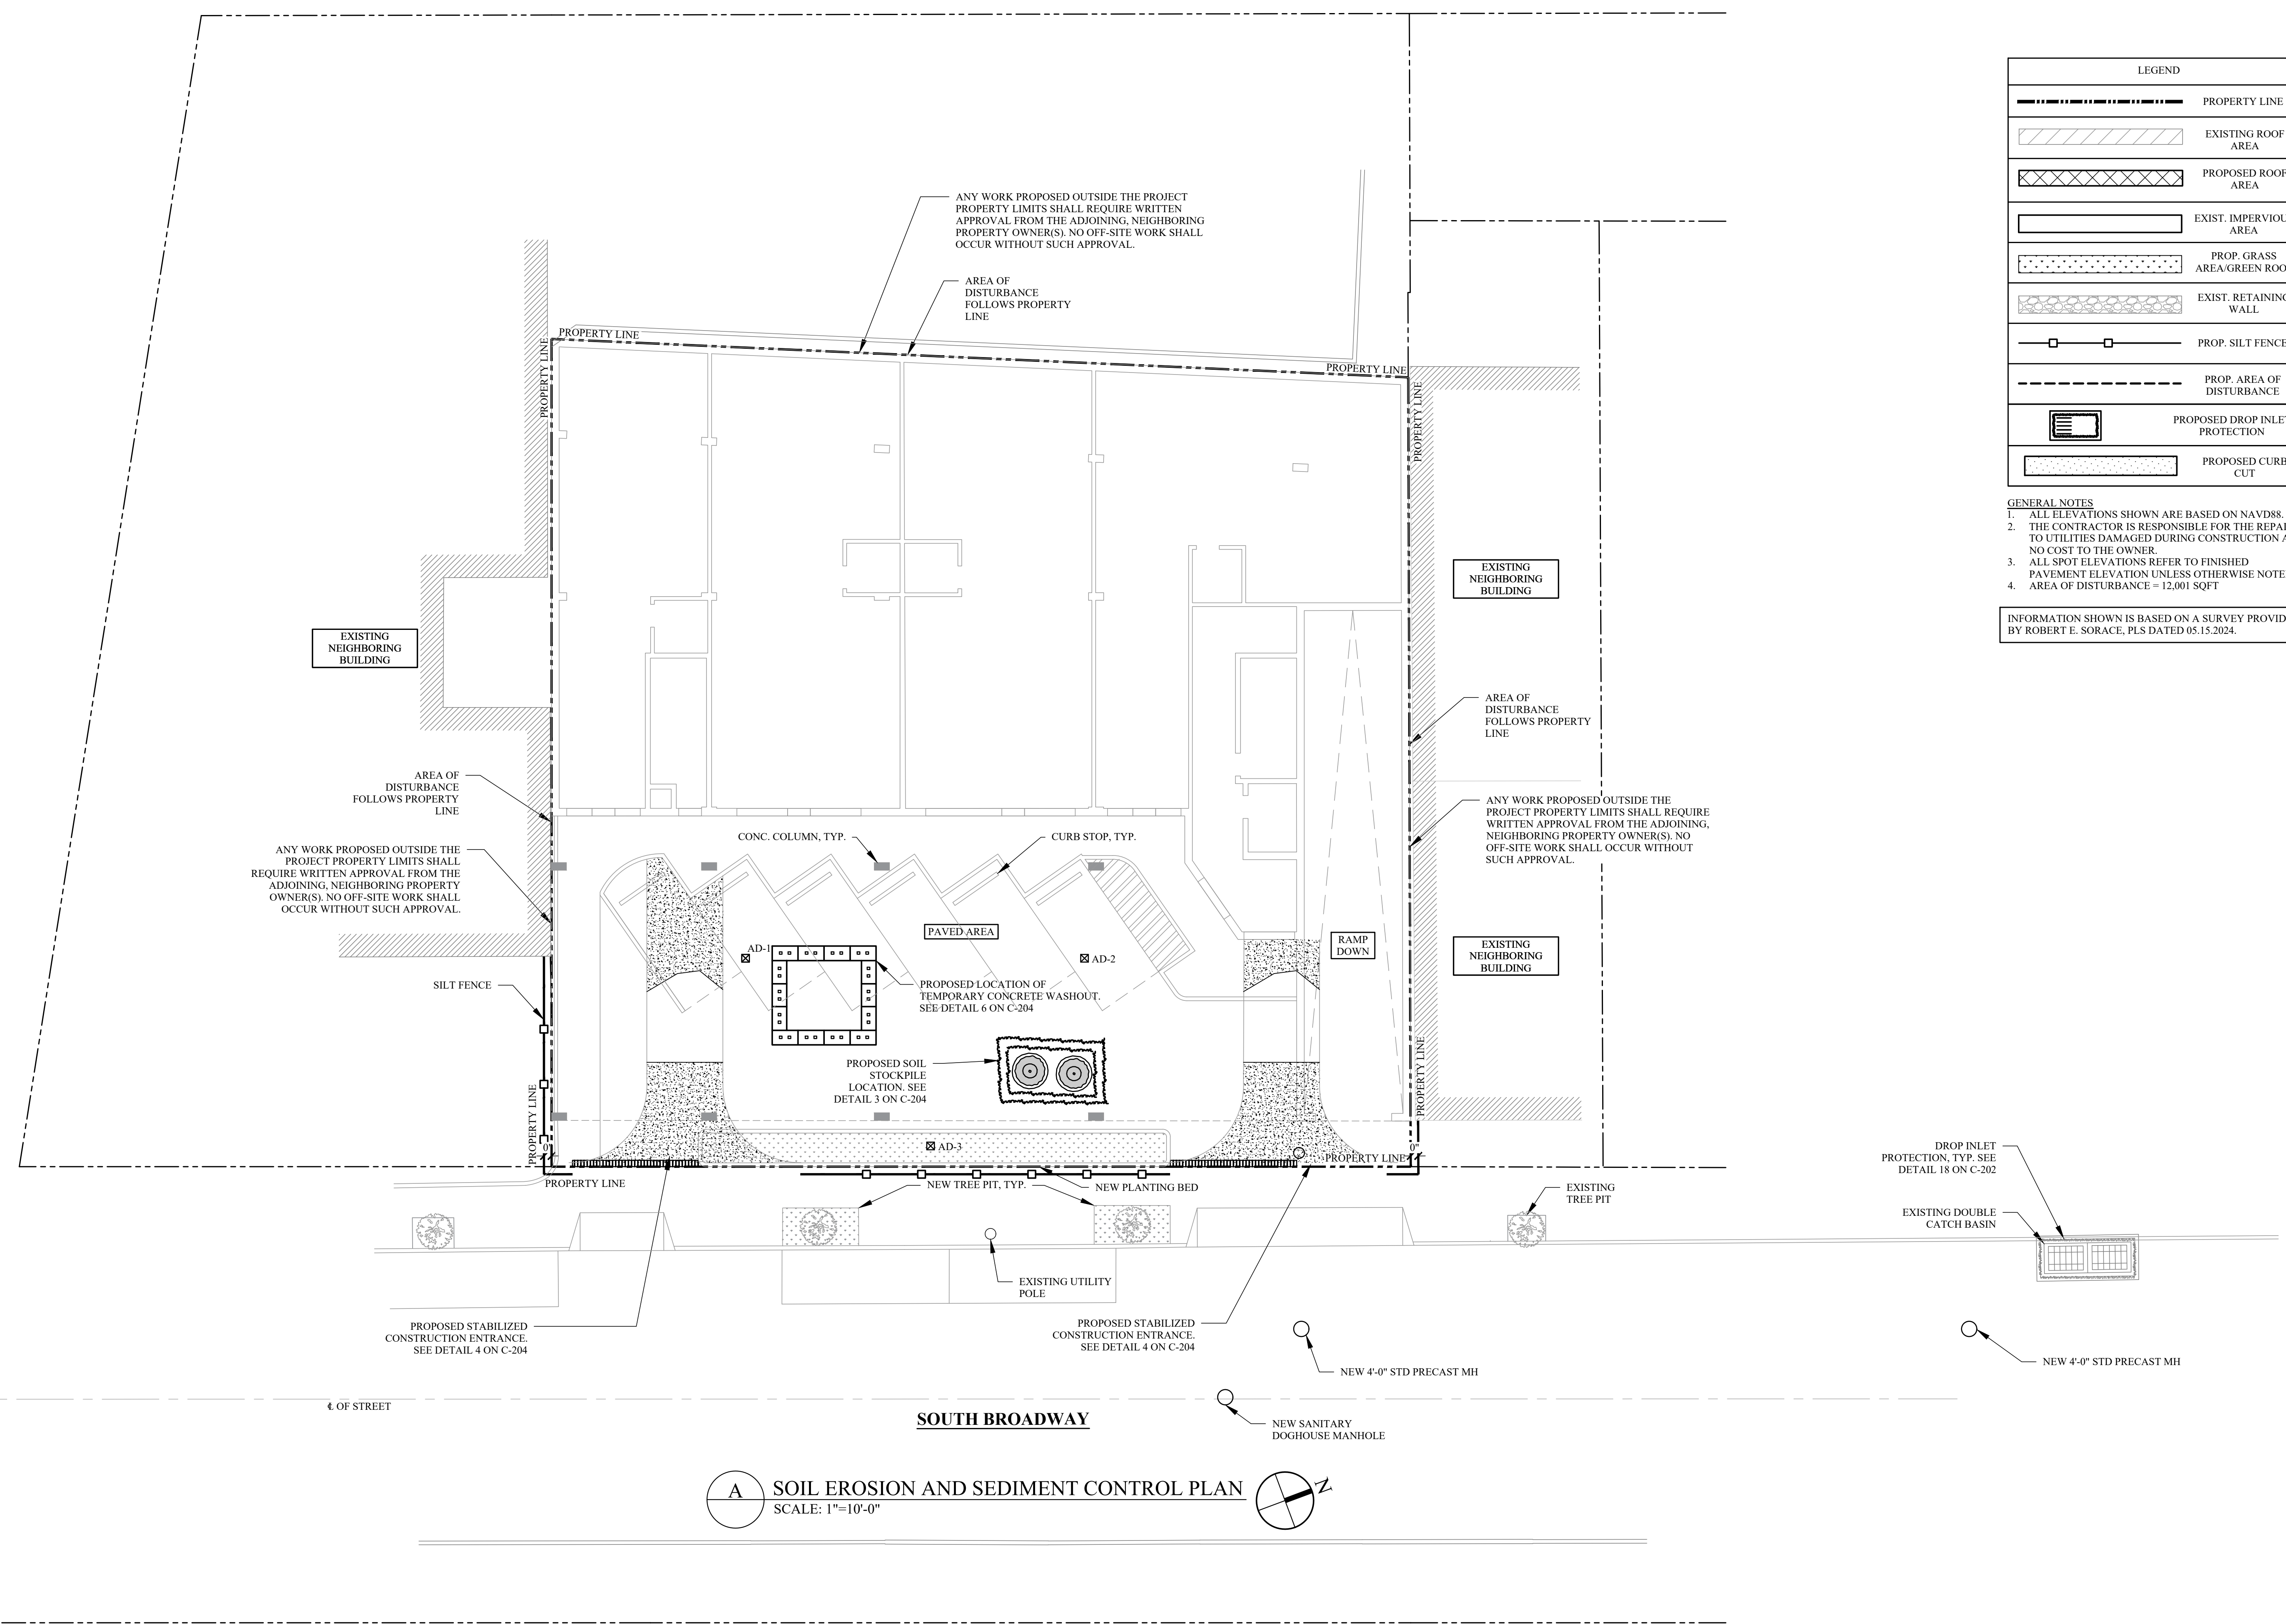 ANY WORK PROPOSED OUTSIDE THE PROJECT
PROPERTY LIMITS SHALL REQUIRE WRITTEN
APPROVAL FROM THE ADJOINING, NEIGHBORING
PROPERTY OWNER(S). NO OFF-SITE WORK SHALL
OCCUR WITHOUT SUCH APPROVAL.
AREA OF
DISTURBANCE
FOLLOWS PROPERTY
LINE
PROPERTY LINE
PROPERTY LINE
PROPERTY LINE
PROPERTY LINE
EXISTING
NEIGHBORING
BUILDING
EXISTING
NEIGHBORING
BUILDING
AREA OF
DISTURBANCE
FOLLOWS PROPERTY
LINE
AREA OF
DISTURBANCE
FOLLOWS PROPERTY
LINE
ANY WORK PROPOSED OUTSIDE THE
PROJECT PROPERTY LIMITS SHALL REQUIRE
WRITTEN APPROVAL FROM THE ADJOINING,
NEIGHBORING PROPERTY OWNER(S). NO
OFF-SITE WORK SHALL OCCUR WITHOUT
SUCH APPROVAL.
ANY WORK PROPOSED OUTSIDE THE
PROJECT PROPERTY LIMITS SHALL
REQUIRE WRITTEN APPROVAL FROM THE
ADJOINING, NEIGHBORING PROPERTY
OWNER(S). NO OFF-SITE WORK SHALL
OCCUR WITHOUT SUCH APPROVAL.
CONC. COLUMN, TYP.
CURB STOP, TYP.
PAVED AREA
RAMP
DOWN
EXISTING
NEIGHBORING
BUILDING
AD-1
AD-2
SILT FENCE
PROPOSED LOCATION OF
TEMPORARY CONCRETE WASHOUT.
SEE DETAIL 6 ON C-204
PROPOSED SOIL
STOCKPILE
LOCATION. SEE
DETAIL 3 ON C-204
PROPERTY LINE
PROPERTY LINE
AD-3
0"
0"
PROPERTY LINE
PROPERTY LINE
NEW TREE PIT, TYP.
NEW PLANTING BED
EXISTING
TREE PIT
DROP INLET
PROTECTION, TYP. SEE
DETAIL 18 ON C-202
EXISTING DOUBLE
CATCH BASIN
EXISTING UTILITY
POLE
PROPOSED STABILIZED
CONSTRUCTION ENTRANCE.
SEE DETAIL 4 ON C-204
PROPOSED STABILIZED
CONSTRUCTION ENTRANCE.
SEE DETAIL 4 ON C-204
NEW 4'-0" STD PRECAST MH
NEW 4'-0" STD PRECAST MH
℄ OF STREET
SOUTH BROADWAY
NEW SANITARY
DOGHOUSE MANHOLE
A
SOIL EROSION AND SEDIMENT CONTROL PLAN
SCALE: 1"=10'-0"
N
LEGEND
PROPERTY LINE
EXISTING ROOF
AREA
PROPOSED ROOF
AREA
EXIST. IMPERVIOU
AREA
PROP. GRASS
AREA/GREEN ROO
EXIST. RETAINING
WALL
PROP. SILT FENCE
PROP. AREA OF
DISTURBANCE
PROPOSED DROP INLET
PROTECTION
PROPOSED CURB
CUT
GENERAL NOTES
1. ALL ELEVATIONS SHOWN ARE BASED ON NAVD88.
2. THE CONTRACTOR IS RESPONSIBLE FOR THE REPAI
TO UTILITIES DAMAGED DURING CONSTRUCTION A
NO COST TO THE OWNER.
3. ALL SPOT ELEVATIONS REFER TO FINISHED
PAVEMENT ELEVATION UNLESS OTHERWISE NOTE
4. AREA OF DISTURBANCE = 12,001 SQFT
INFORMATION SHOWN IS BASED ON A SURVEY PROVID
BY ROBERT E. SORACE, PLS DATED 05.15.2024.